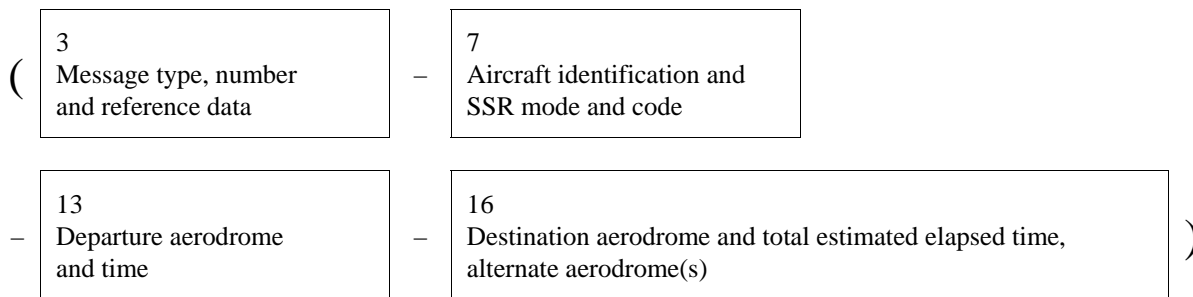 3 7
( Message type, number – Aircraft identification and
and reference data SSR mode and code
13 16
– Departure aerodrome – Destination aerodrome and total estimated elapsed time, )
and time alternate aerodrome(s)